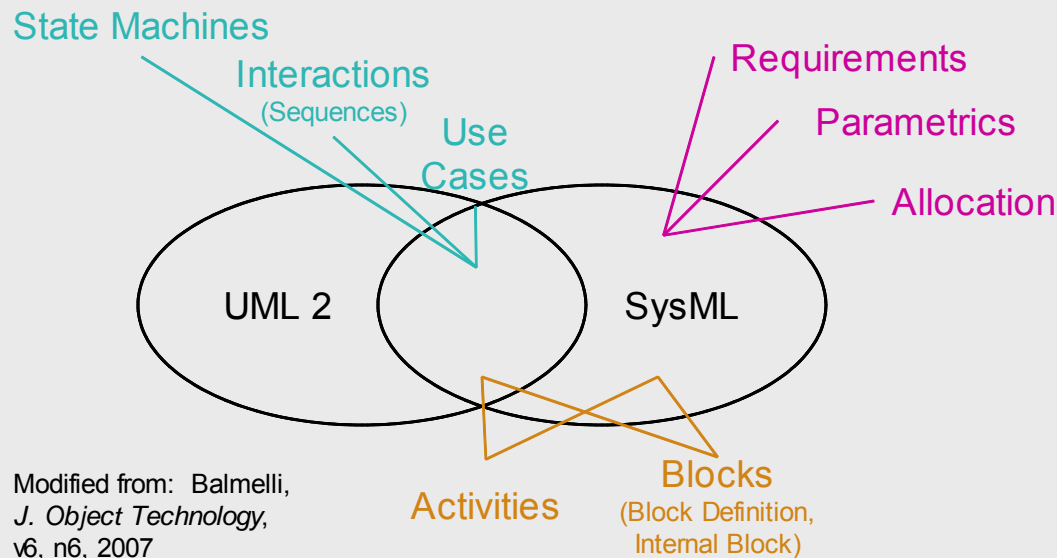 State Machines
Interactions
(Sequences)
Use
Cases
Requirements
Parametrics
Allocation
UML 2
SysML
Activities
Blocks
(Block Definition,
Internal Block)
Modified from: Balmelli,
J. Object Technology,
v6, n6, 2007